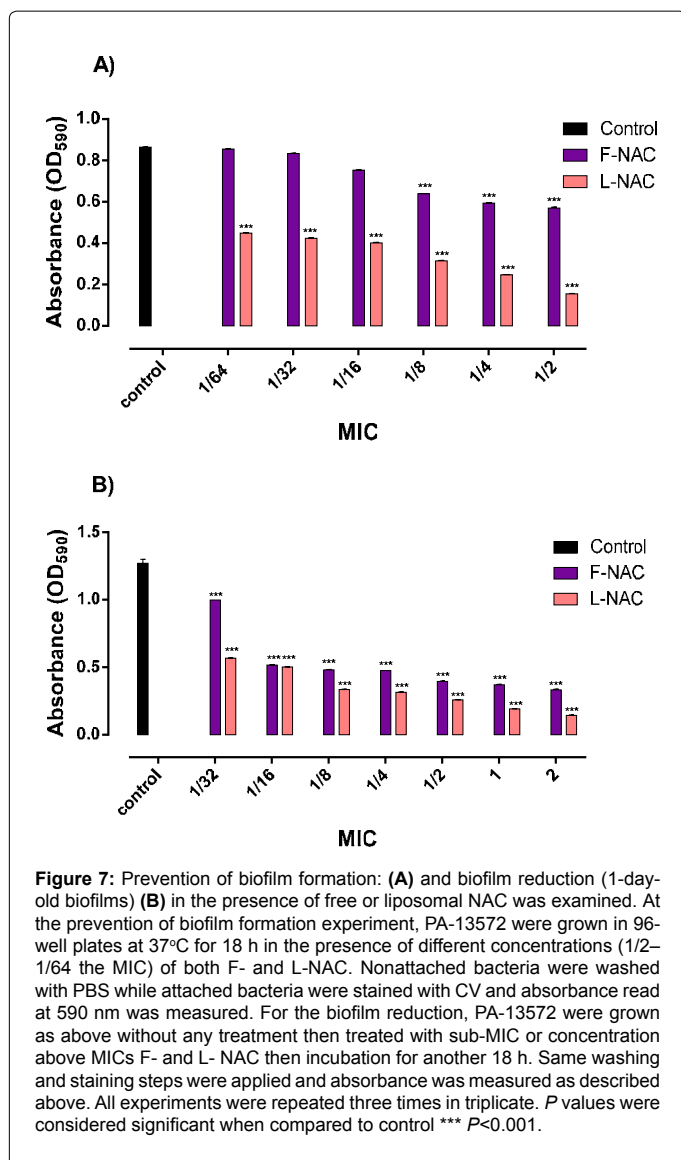 A)
1.0
0.8
0.6
0.4
0.2
0.0
Absorbance (OD590)
Control
F-NAC
L-NAC
***
***
***
***
***
***
***
***
***
control
1/64
1/32
1/16
1/8
1/4
1/2
MIC
B)
1.5
1.0
0.5
0.0
Absorbance (OD590)
Control
F-NAC
L-NAC
***
***
*** ***
***
***
***
***
***
***
***
***
***
***
control
1/32
1/16
1/8
1/4
1/2
1
2
MIC
Figure 7: Prevention of biofilm formation: (A) and biofilm reduction (1-day-
old biofilms) (B) in the presence of free or liposomal NAC was examined. At
the prevention of biofilm formation experiment, PA-13572 were grown in 96-
well plates at 37oC for 18 h in the presence of different concentrations (1/2–
1/64 the MIC) of both F- and L-NAC. Nonattached bacteria were washed
with PBS while attached bacteria were stained with CV and absorbance read
at 590 nm was measured. For the biofilm reduction, PA-13572 were grown
as above without any treatment then treated with sub-MIC or concentration
above MICs F- and L- NAC then incubation for another 18 h. Same washing
and staining steps were applied and absorbance was measured as described
above. All experiments were repeated three times in triplicate. P values were
considered significant when compared to control *** P<0.001.